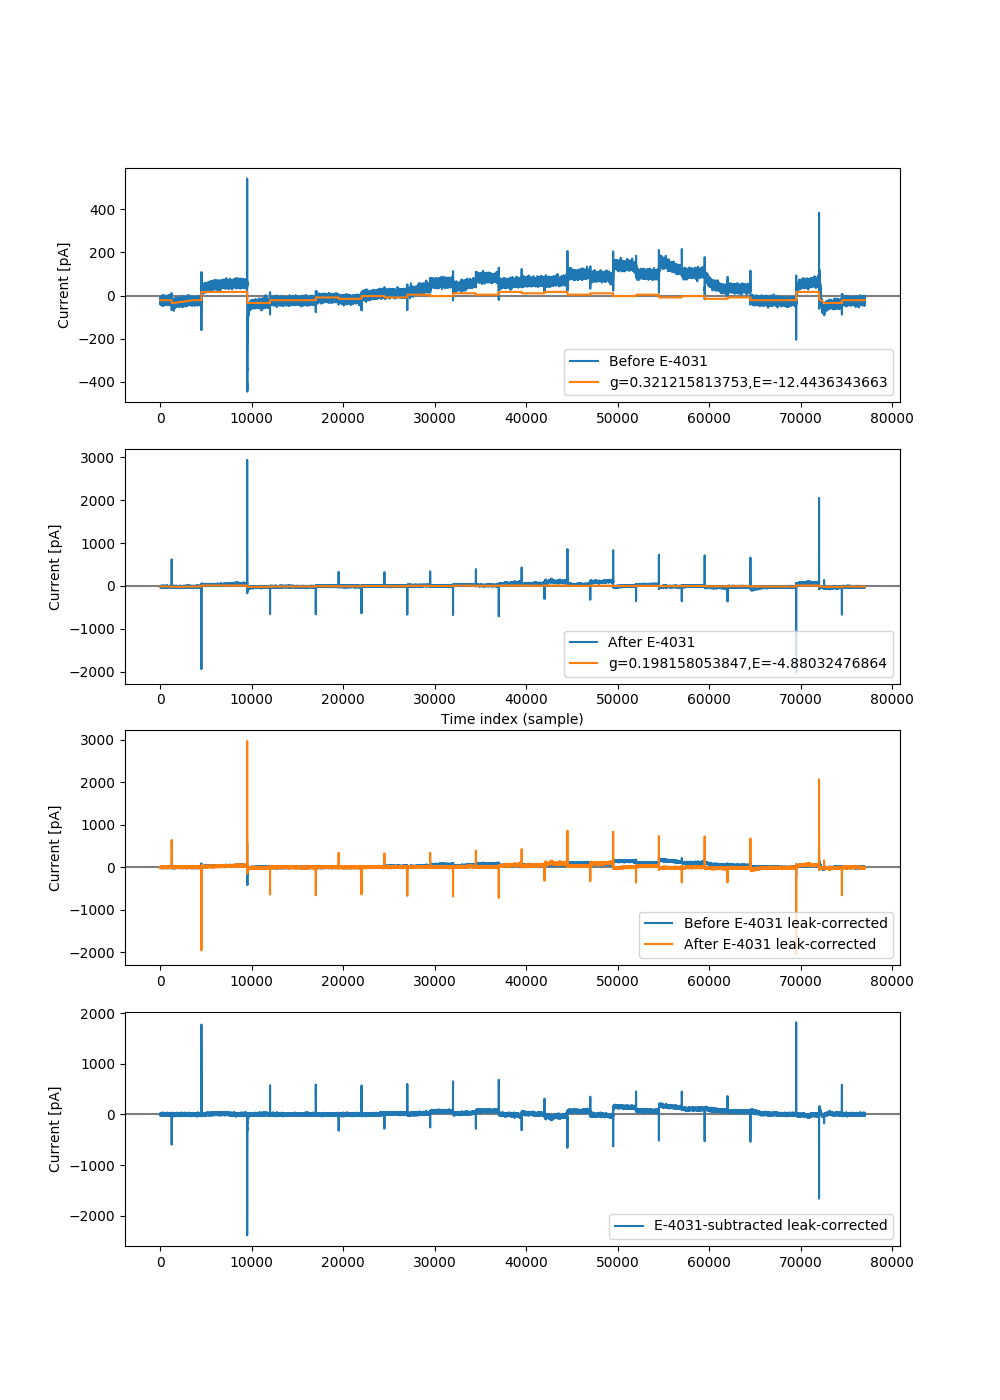 400
200
0
−200
−400
Current [pA]
Before E-4031
g=0.321215813753,E=-12.4436343663
0 10000 20000 30000 40000 50000 60000 70000 80000
3000
2000
1000
0
−1000
−2000
Current [pA]
After E-4031
g=0.198158053847,E=-4.88032476864
0 10000 20000 30000 40000 50000 60000 70000 80000
Time index (sample)
3000
2000
1000
0
−1000
−2000
Current [pA]
Before E-4031 leak-corrected
After E-4031 leak-corrected
0 10000 20000 30000 40000 50000 60000 70000 80000
2000
1000
0
−1000
−2000
Current [pA]
E-4031-subtracted leak-corrected
0 10000 20000 30000 40000 50000 60000 70000 80000